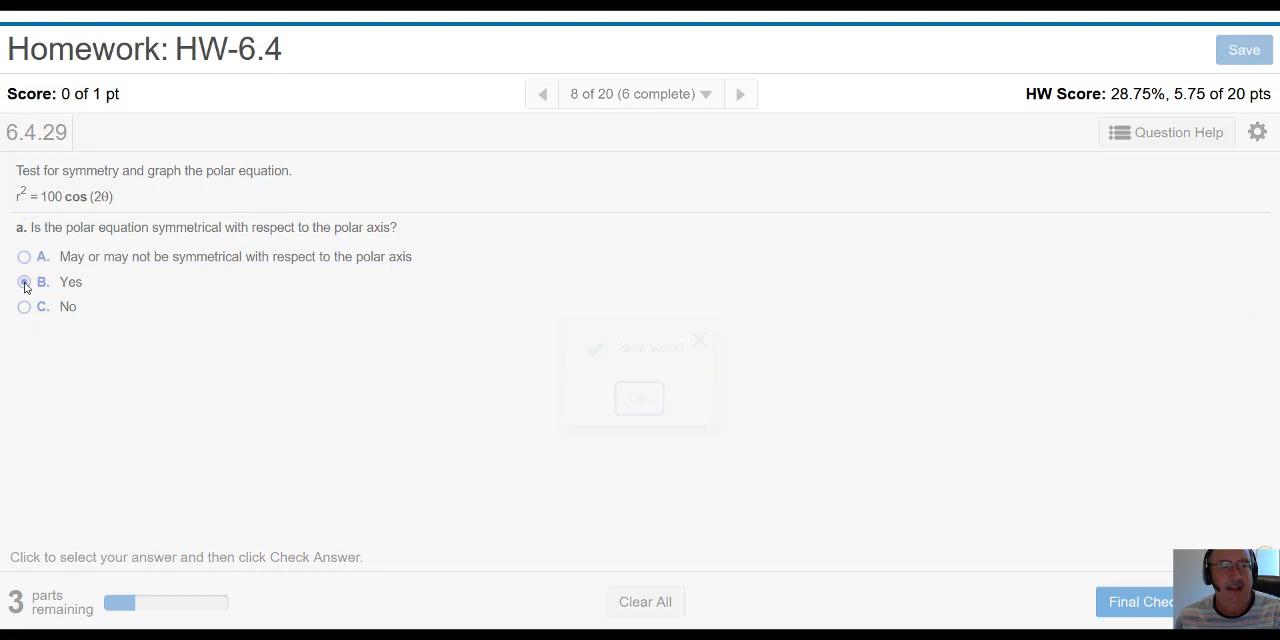 Homework: HW-6.4
Save
Score: 0 of 1 pt
8 of 20 (6 complete)
HW Score: 28.75%, 5.75 of 20 pts
6.4.29
Question Help
Test for symmetry and graph the polar equation.
r² = 100 cos (2θ)
a. Is the polar equation symmetrical with respect to the polar axis?
A. May or may not be symmetrical with respect to the polar axis
B. Yes
C. No
Nice work!
OK
Click to select your answer and then click Check Answer.
3 parts remaining
Clear All
Final Chec